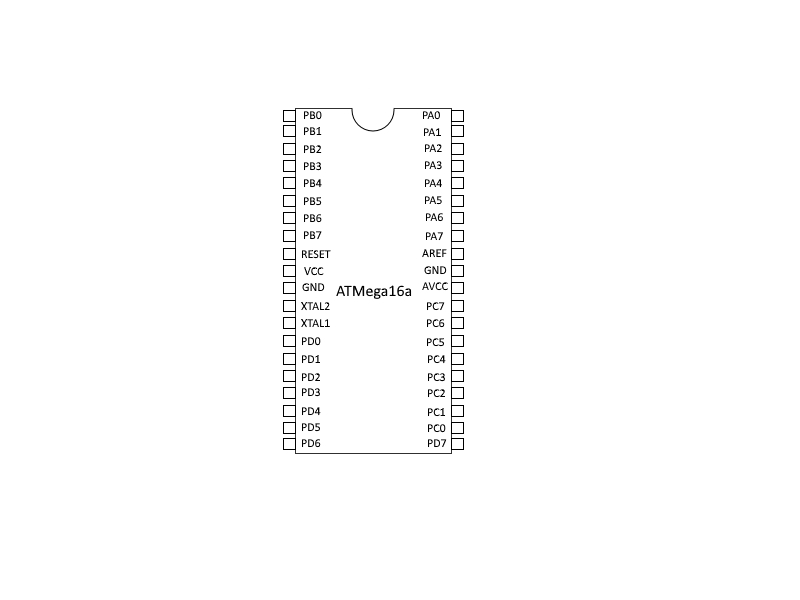 PB0 PA0
PB1 PA1
PB2 PA2
PB3 PA3
PB4 PA4
PB5 PA5
PB6 PA6
PB7 PA7
RESET AREF
VCC GND
GND ATMega16a AVCC
XTAL2 PC7
XTAL1 PC6
PD0 PC5
PD1 PC4
PD2 PC3
PD3 PC2
PD4 PC1
PD5 PC0
PD6 PD7